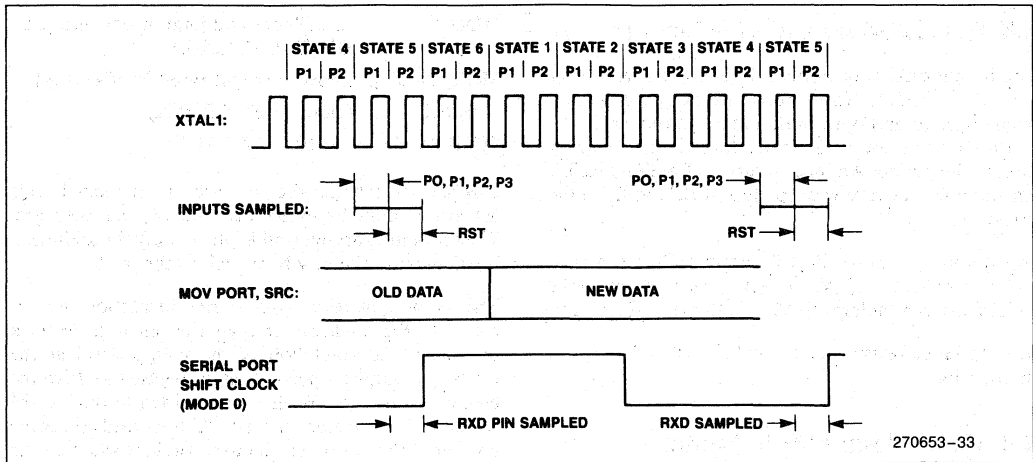 STATE 4 | STATE 5 | STATE 6 | STATE 1 | STATE 2 | STATE 3 | STATE 4 | STATE 5
P1 | P2 | P1 | P2 | P1 | P2 | P1 | P2 | P1 | P2 | P1 | P2 | P1 | P2 | P1 | P2
XTAL1:
PO, P1, P2, P3 PO, P1, P2, P3
INPUTS SAMPLED:
RST RST
MOV PORT, SRC: OLD DATA NEW DATA
SERIAL PORT
SHIFT CLOCK
(MODE 0)
RXD PIN SAMPLED RXD SAMPLED
270653–33